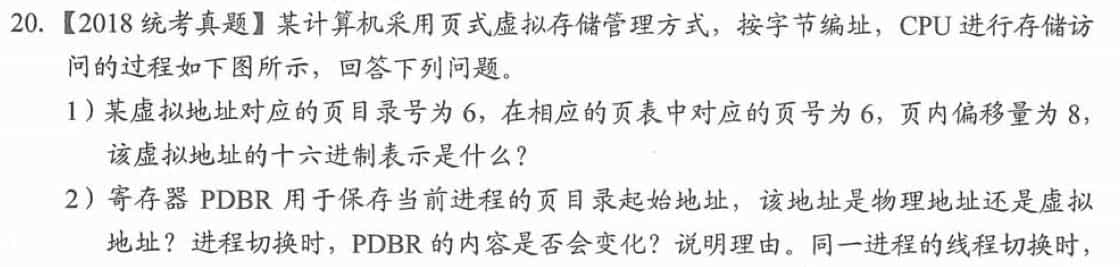 20.【2018 统考真题】某计算机采用页式虚拟存储管理方式，按字节编址，CPU 进行存储访
问的过程如下图所示，回答下列问题。
1）某虚拟地址对应的页目录号为 6，在相应的页表中对应的页号为 6，页内偏移量为 8，
该虚拟地址的十六进制表示是什么？
2）寄存器 PDBR 用于保存当前进程的页目录起始地址，该地址是物理地址还是虚拟
地址？进程切换时，PDBR 的内容是否会变化？说明理由。同一进程的线程切换时，